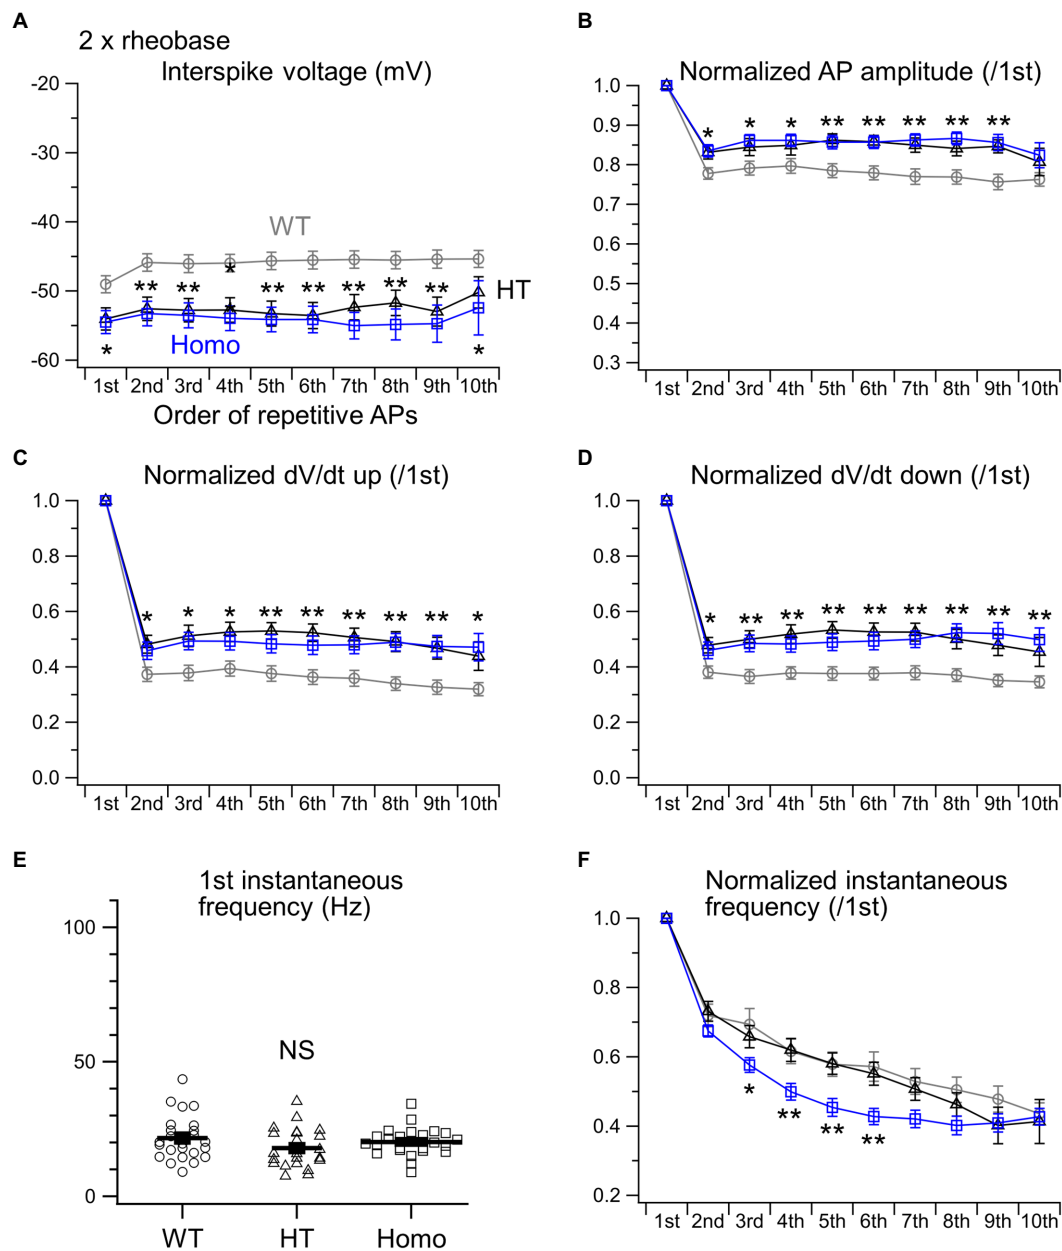 A
2 x rheobase
Interspike voltage (mV)
-20
-30
-40
-50
-60
WT
*
** ** ** ** ** ** **
HT
*
Homo
* *
1st 2nd 3rd 4th 5th 6th 7th 8th 9th 10th
Order of repetitive APs
B
Normalized AP amplitude (/1st)
1.0
0.9
0.8
0.7
0.6
0.5
0.4
0.3
* * * ** ** ** ** **
1st 2nd 3rd 4th 5th 6th 7th 8th 9th 10th
C
Normalized dV/dt up (/1st)
1.0
0.8
0.6
0.4
0.2
0.0
* * * ** ** ** ** ** *
1st 2nd 3rd 4th 5th 6th 7th 8th 9th 10th
D
Normalized dV/dt down (/1st)
1.0
0.8
0.6
0.4
0.2
0.0
* ** ** ** ** ** ** ** **
1st 2nd 3rd 4th 5th 6th 7th 8th 9th 10th
E
1st instantaneous
frequency (Hz)
100
50
0
NS
WT HT Homo
F
Normalized instantaneous
frequency (/1st)
1.0
0.8
0.6
0.4
0.2
* ** ** **
1st 2nd 3rd 4th 5th 6th 7th 8th 9th 10th